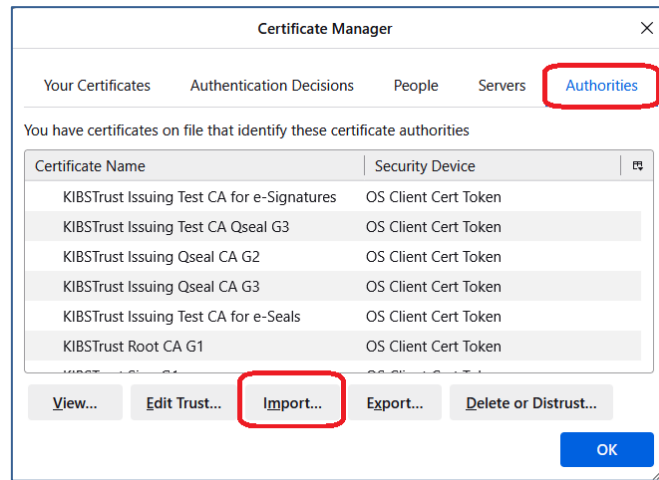 Certificate Manager
Your Certificates Authentication Decisions People Servers Authorities
You have certificates on file that identify these certificate authorities
Certificate Name Security Device
KIBSTrust Issuing Test CA for e-Signatures OS Client Cert Token
KIBSTrust Issuing Test CA Qseal G3 OS Client Cert Token
KIBSTrust Issuing Qseal CA G2 OS Client Cert Token
KIBSTrust Issuing Qseal CA G3 OS Client Cert Token
KIBSTrust Issuing Test CA for e-Seals OS Client Cert Token
KIBSTrust Root CA G1 OS Client Cert Token
View... Edit Trust... Import... Export... Delete or Distrust...
OK